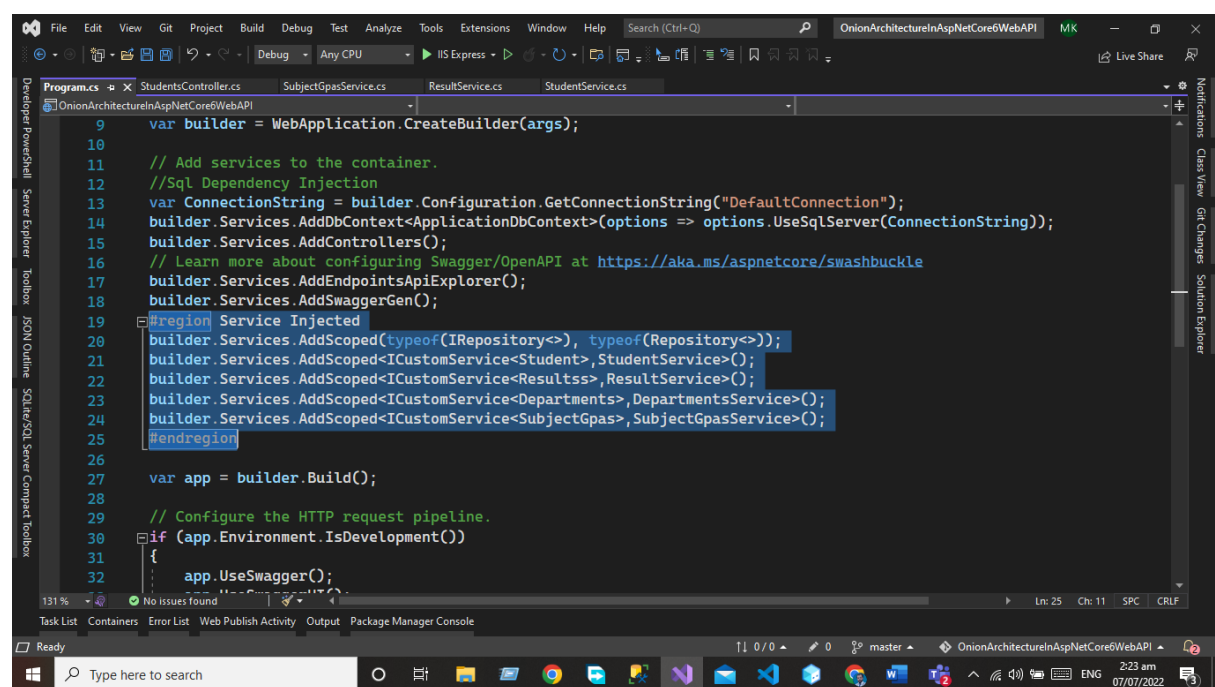 File Edit View Git Project Build Debug Test Analyze Tools Extensions Window Help Search (Ctrl+Q) OnionArchitectureInAspNetCore6WebAPI MK
Debug Any CPU IIS Express Live Share
Program.cs StudentsController.cs SubjectGpasService.cs ResultService.cs StudentService.cs
OnionArchitectureInAspNetCore6WebAPI
Developer PowerShell
Server Explorer
Toolbox
JSON Outline
SQLite/SQL Server Compact Toolbox
9 var builder = WebApplication.CreateBuilder(args);
10
11 // Add services to the container.
12 //Sql Dependency Injection
13 var ConnectionString = builder.Configuration.GetConnectionString("DefaultConnection");
14 builder.Services.AddDbContext<ApplicationDbContext>(options => options.UseSqlServer(ConnectionString));
15 builder.Services.AddControllers();
16 // Learn more about configuring Swagger/OpenAPI at https://aka.ms/aspnetcore/swashbuckle
17 builder.Services.AddEndpointsApiExplorer();
18 builder.Services.AddSwaggerGen();
19 #region Service Injected
20 builder.Services.AddScoped(typeof(IRepository<>), typeof(Repository<>));
21 builder.Services.AddScoped<ICustomService<Student>,StudentService>();
22 builder.Services.AddScoped<ICustomService<Resultss>,ResultService>();
23 builder.Services.AddScoped<ICustomService<Departments>,DepartmentsService>();
24 builder.Services.AddScoped<ICustomService<SubjectGpas>,SubjectGpasService>();
25 #endregion
26
27 var app = builder.Build();
28
29 // Configure the HTTP request pipeline.
30 if (app.Environment.IsDevelopment())
31 {
32 app.UseSwagger();
Notifications
Class View
Git Changes
Solution Explorer
131 % No issues found Ln: 25 Ch: 11 SPC CRLF
Task List Containers Error List Web Publish Activity Output Package Manager Console
Ready 0 / 0 0 master OnionArchitectureInAspNetCore6WebAPI 2
Type here to search ENG 2:23 am
07/07/2022 3